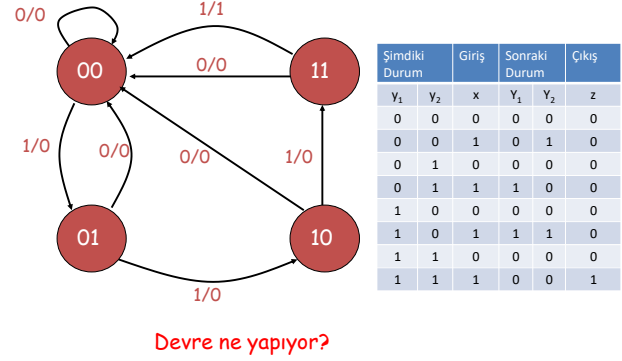 0/0
1/1
00
0/0
11
1/0
0/0
0/0
1/0
01
10
1/0
Şimdiki Durum Giriş Sonraki Durum Çıkış
y1 y2 x Y1 Y2 z
0 0 0 0 0 0
0 0 1 0 1 0
0 1 0 0 0 0
0 1 1 1 0 0
1 0 0 0 0 0
1 0 1 1 1 0
1 1 0 0 0 0
1 1 1 0 0 1
Devre ne yapıyor?